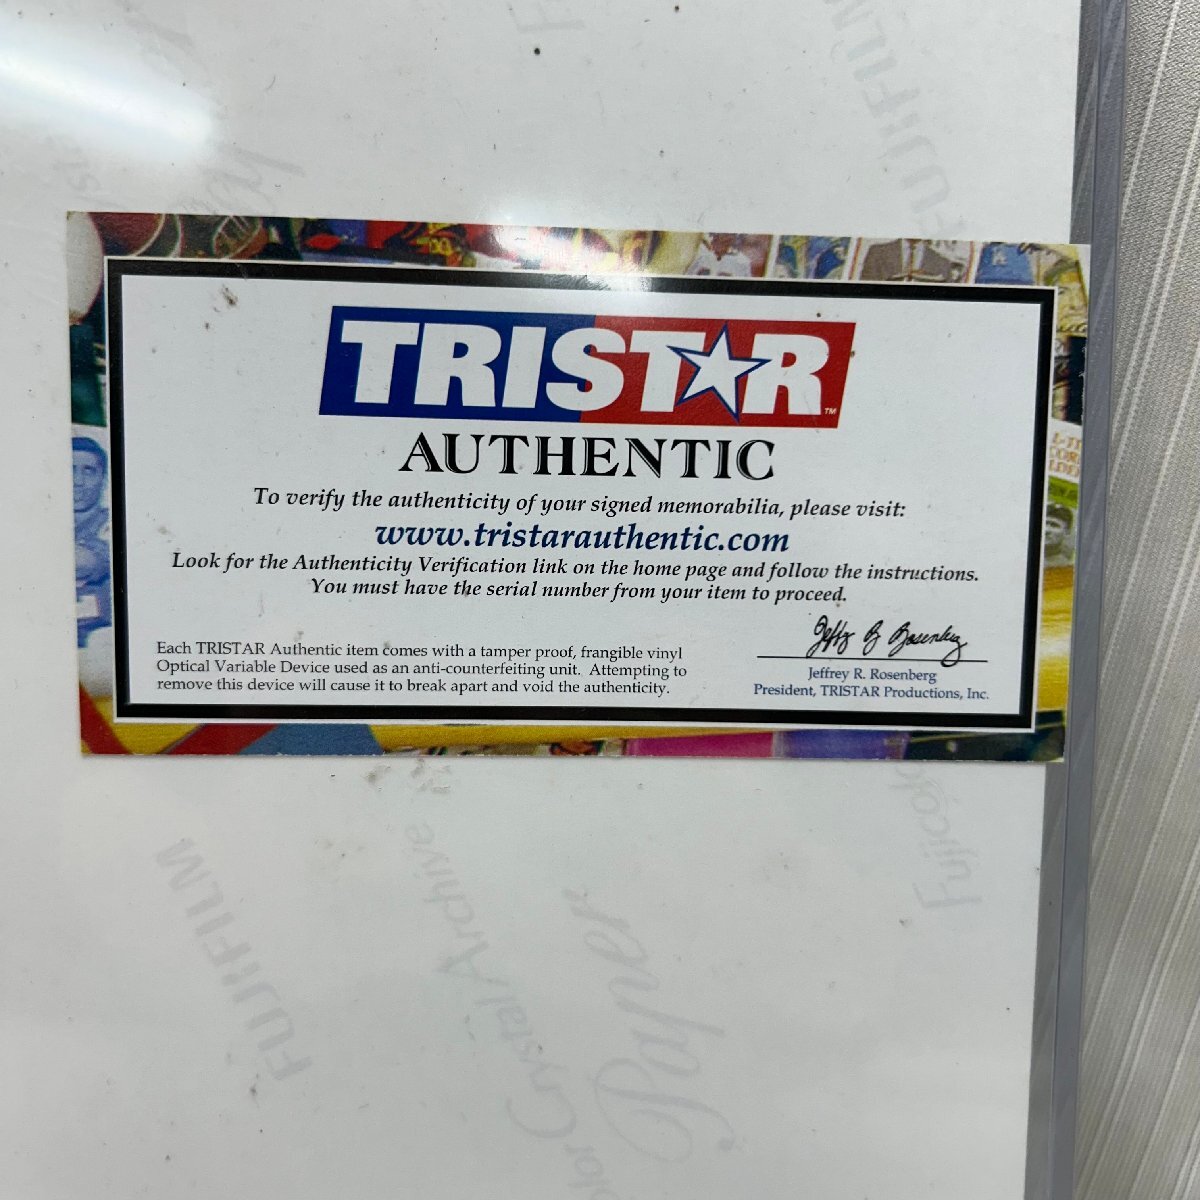 FUJIFILM
TRISTAR™
AUTHENTIC
To verify the authenticity of your signed memorabilia, please visit:
www.tristarauthentic.com
Look for the Authenticity Verification link on the home page and follow the instructions.
You must have the serial number from your item to proceed.
Each TRISTAR Authentic item comes with a tamper proof, frangible vinyl
Optical Variable Device used as an anti-counterfeiting unit. Attempting to
remove this device will cause it to break apart and void the authenticity.
Jeffrey R. Rosenberg
President, TRISTAR Productions, Inc.
FUJIFILM
Crystal Archive
Paper